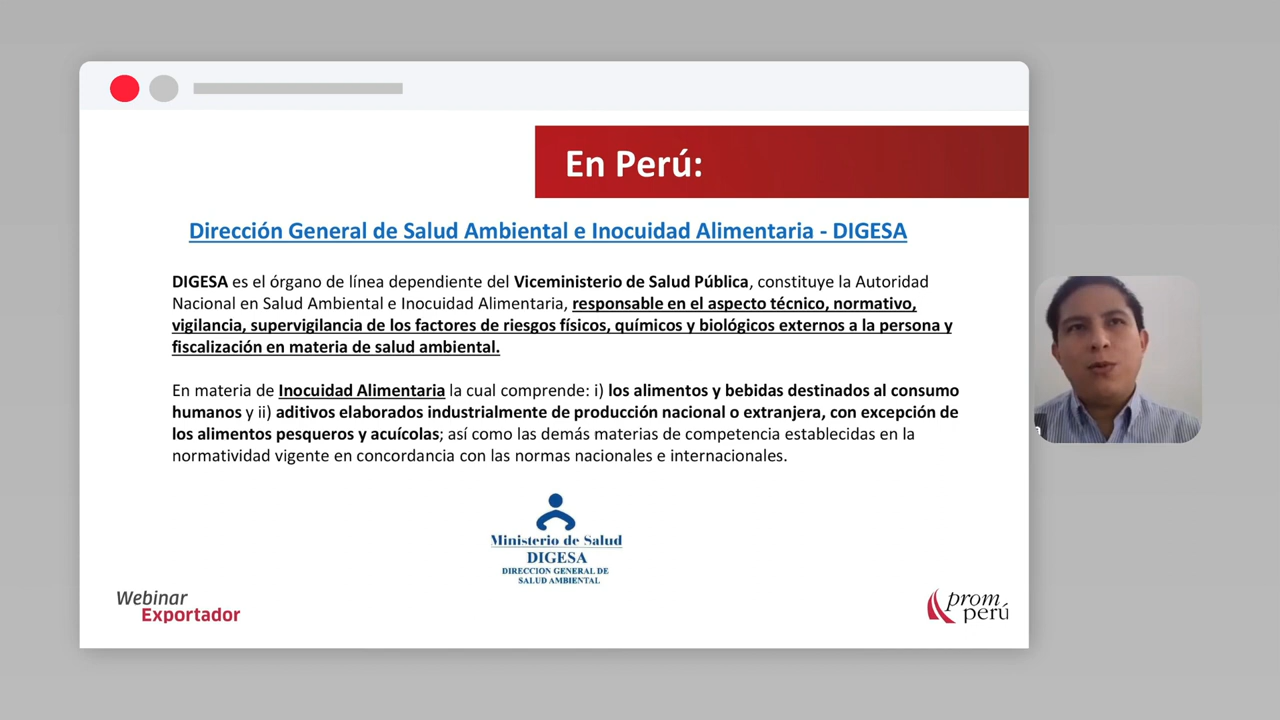 En Perú:
Dirección General de Salud Ambiental e Inocuidad Alimentaria - DIGESA
DIGESA es el órgano de línea dependiente del Viceministerio de Salud Pública, constituye la Autoridad
Nacional en Salud Ambiental e Inocuidad Alimentaria, responsable en el aspecto técnico, normativo,
vigilancia, supervigilancia de los factores de riesgos físicos, químicos y biológicos externos a la persona y
fiscalización en materia de salud ambiental.
En materia de Inocuidad Alimentaria la cual comprende: i) los alimentos y bebidas destinados al consumo
humanos y ii) aditivos elaborados industrialmente de producción nacional o extranjera, con excepción de
los alimentos pesqueros y acuícolas; así como las demás materias de competencia establecidas en la
normatividad vigente en concordancia con las normas nacionales e internacionales.
Ministerio de Salud
DIGESA
DIRECCION GENERAL DE
SALUD AMBIENTAL
Webinar
Exportador
prom
perú